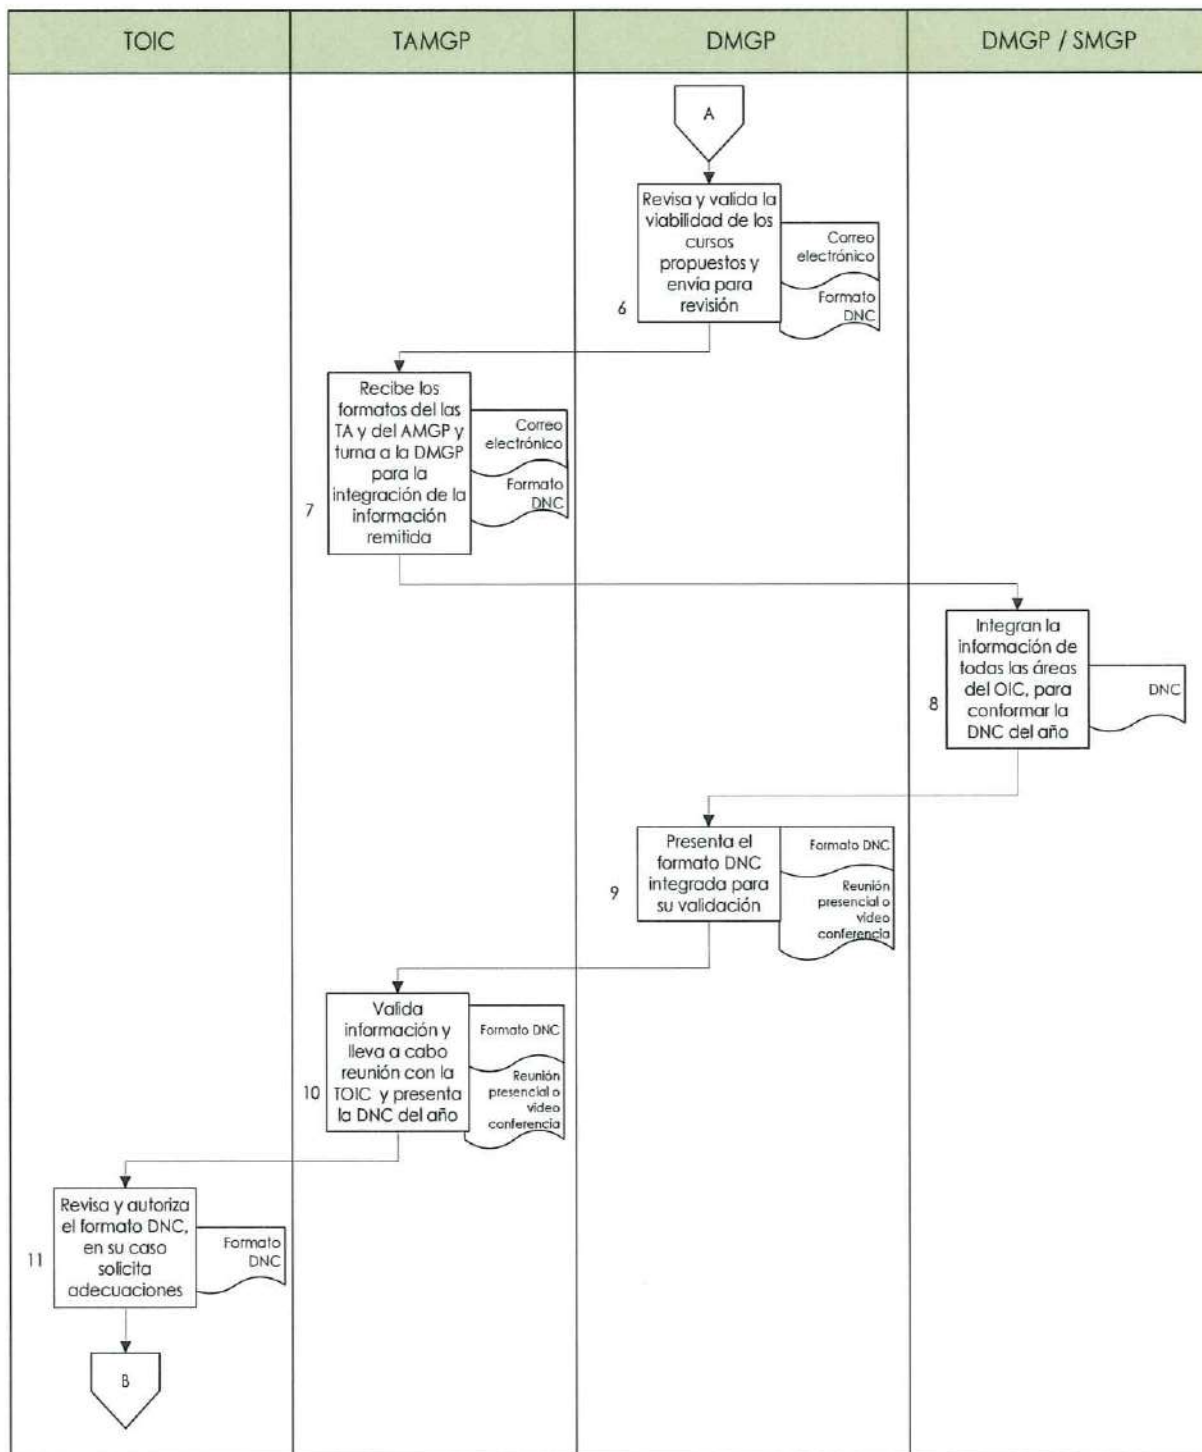 TOIC
TAMGP
DMGP
DMGP / SMGP
A
Revisa y valida la
viabilidad de los
cursos
propuestos y
envía para
revisión
6
Correo
electrónico
Formato
DNC
Recibe los
formatos del las
TA y del AMGP y
turna a la DMGP
para la
integración de la
información
remitida
7
Correo
electrónico
Formato
DNC
Integran la
información de
todas las áreas
del OIC, para
conformar la
DNC del año
8
DNC
Presenta el
formato DNC
integrada para
su validación
9
Formato DNC
Reunión
presencial o
video
conferencia
Valida
información y
lleva a cabo
reunión con la
TOIC y presenta
la DNC del año
10
Formato DNC
Reunión
presencial o
video
conferencia
Revisa y autoriza
el formato DNC,
en su caso
solicita
adecuaciones
11
Formato
DNC
B